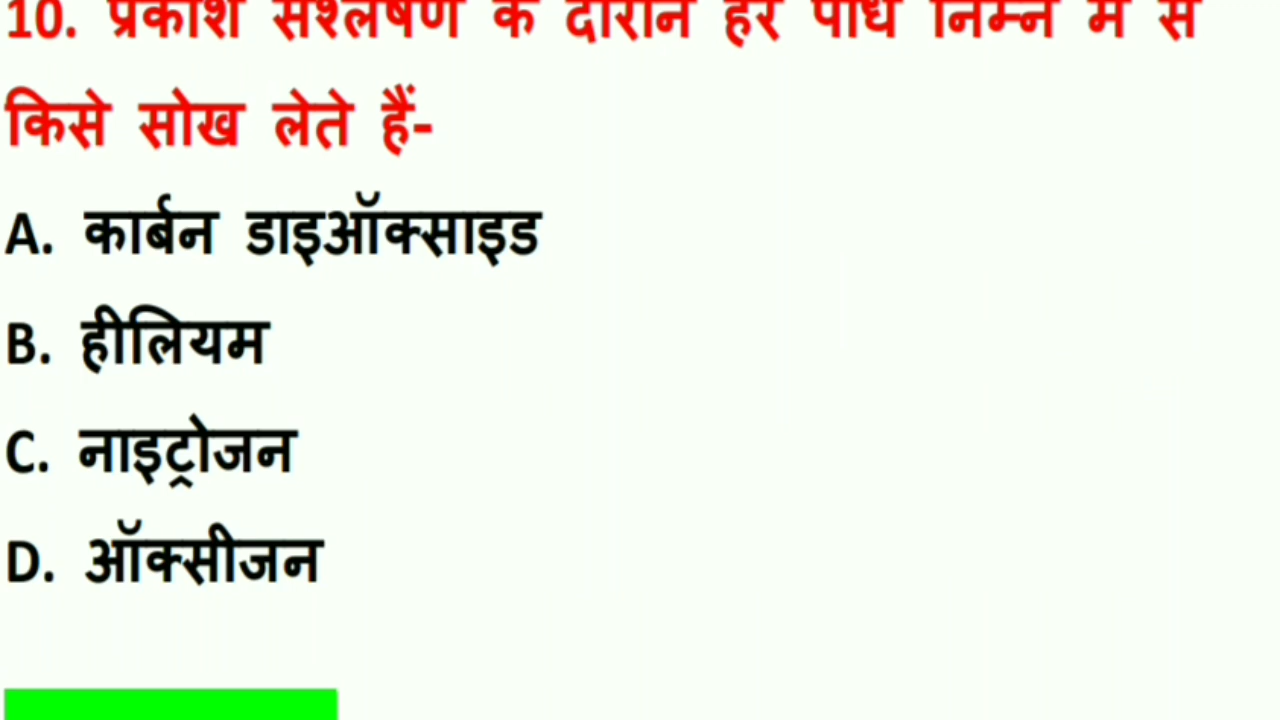 10. प्रकाश संश्लेषण के दौरान हरे पौधे निम्न में से
किसे सोख लेते हैं-
A. कार्बन डाइऑक्साइड
B. हीलियम
C. नाइट्रोजन
D. ऑक्सीजन